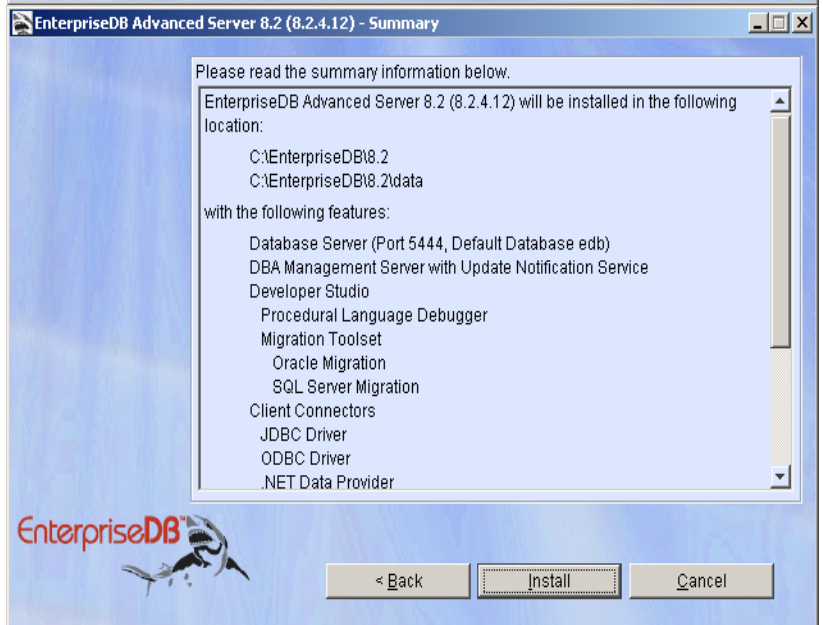 EnterpriseDB Advanced Server 8.2 (8.2.4.12) - Summary
Please read the summary information below.
EnterpriseDB Advanced Server 8.2 (8.2.4.12) will be installed in the following
location:
C:\EnterpriseDB\8.2
C:\EnterpriseDB\8.2\data
with the following features:
Database Server (Port 5444, Default Database edb)
DBA Management Server with Update Notification Service
Developer Studio
Procedural Language Debugger
Migration Toolset
Oracle Migration
SQL Server Migration
Client Connectors
JDBC Driver
ODBC Driver
.NET Data Provider
EnterpriseDB™
< Back
Install
Cancel